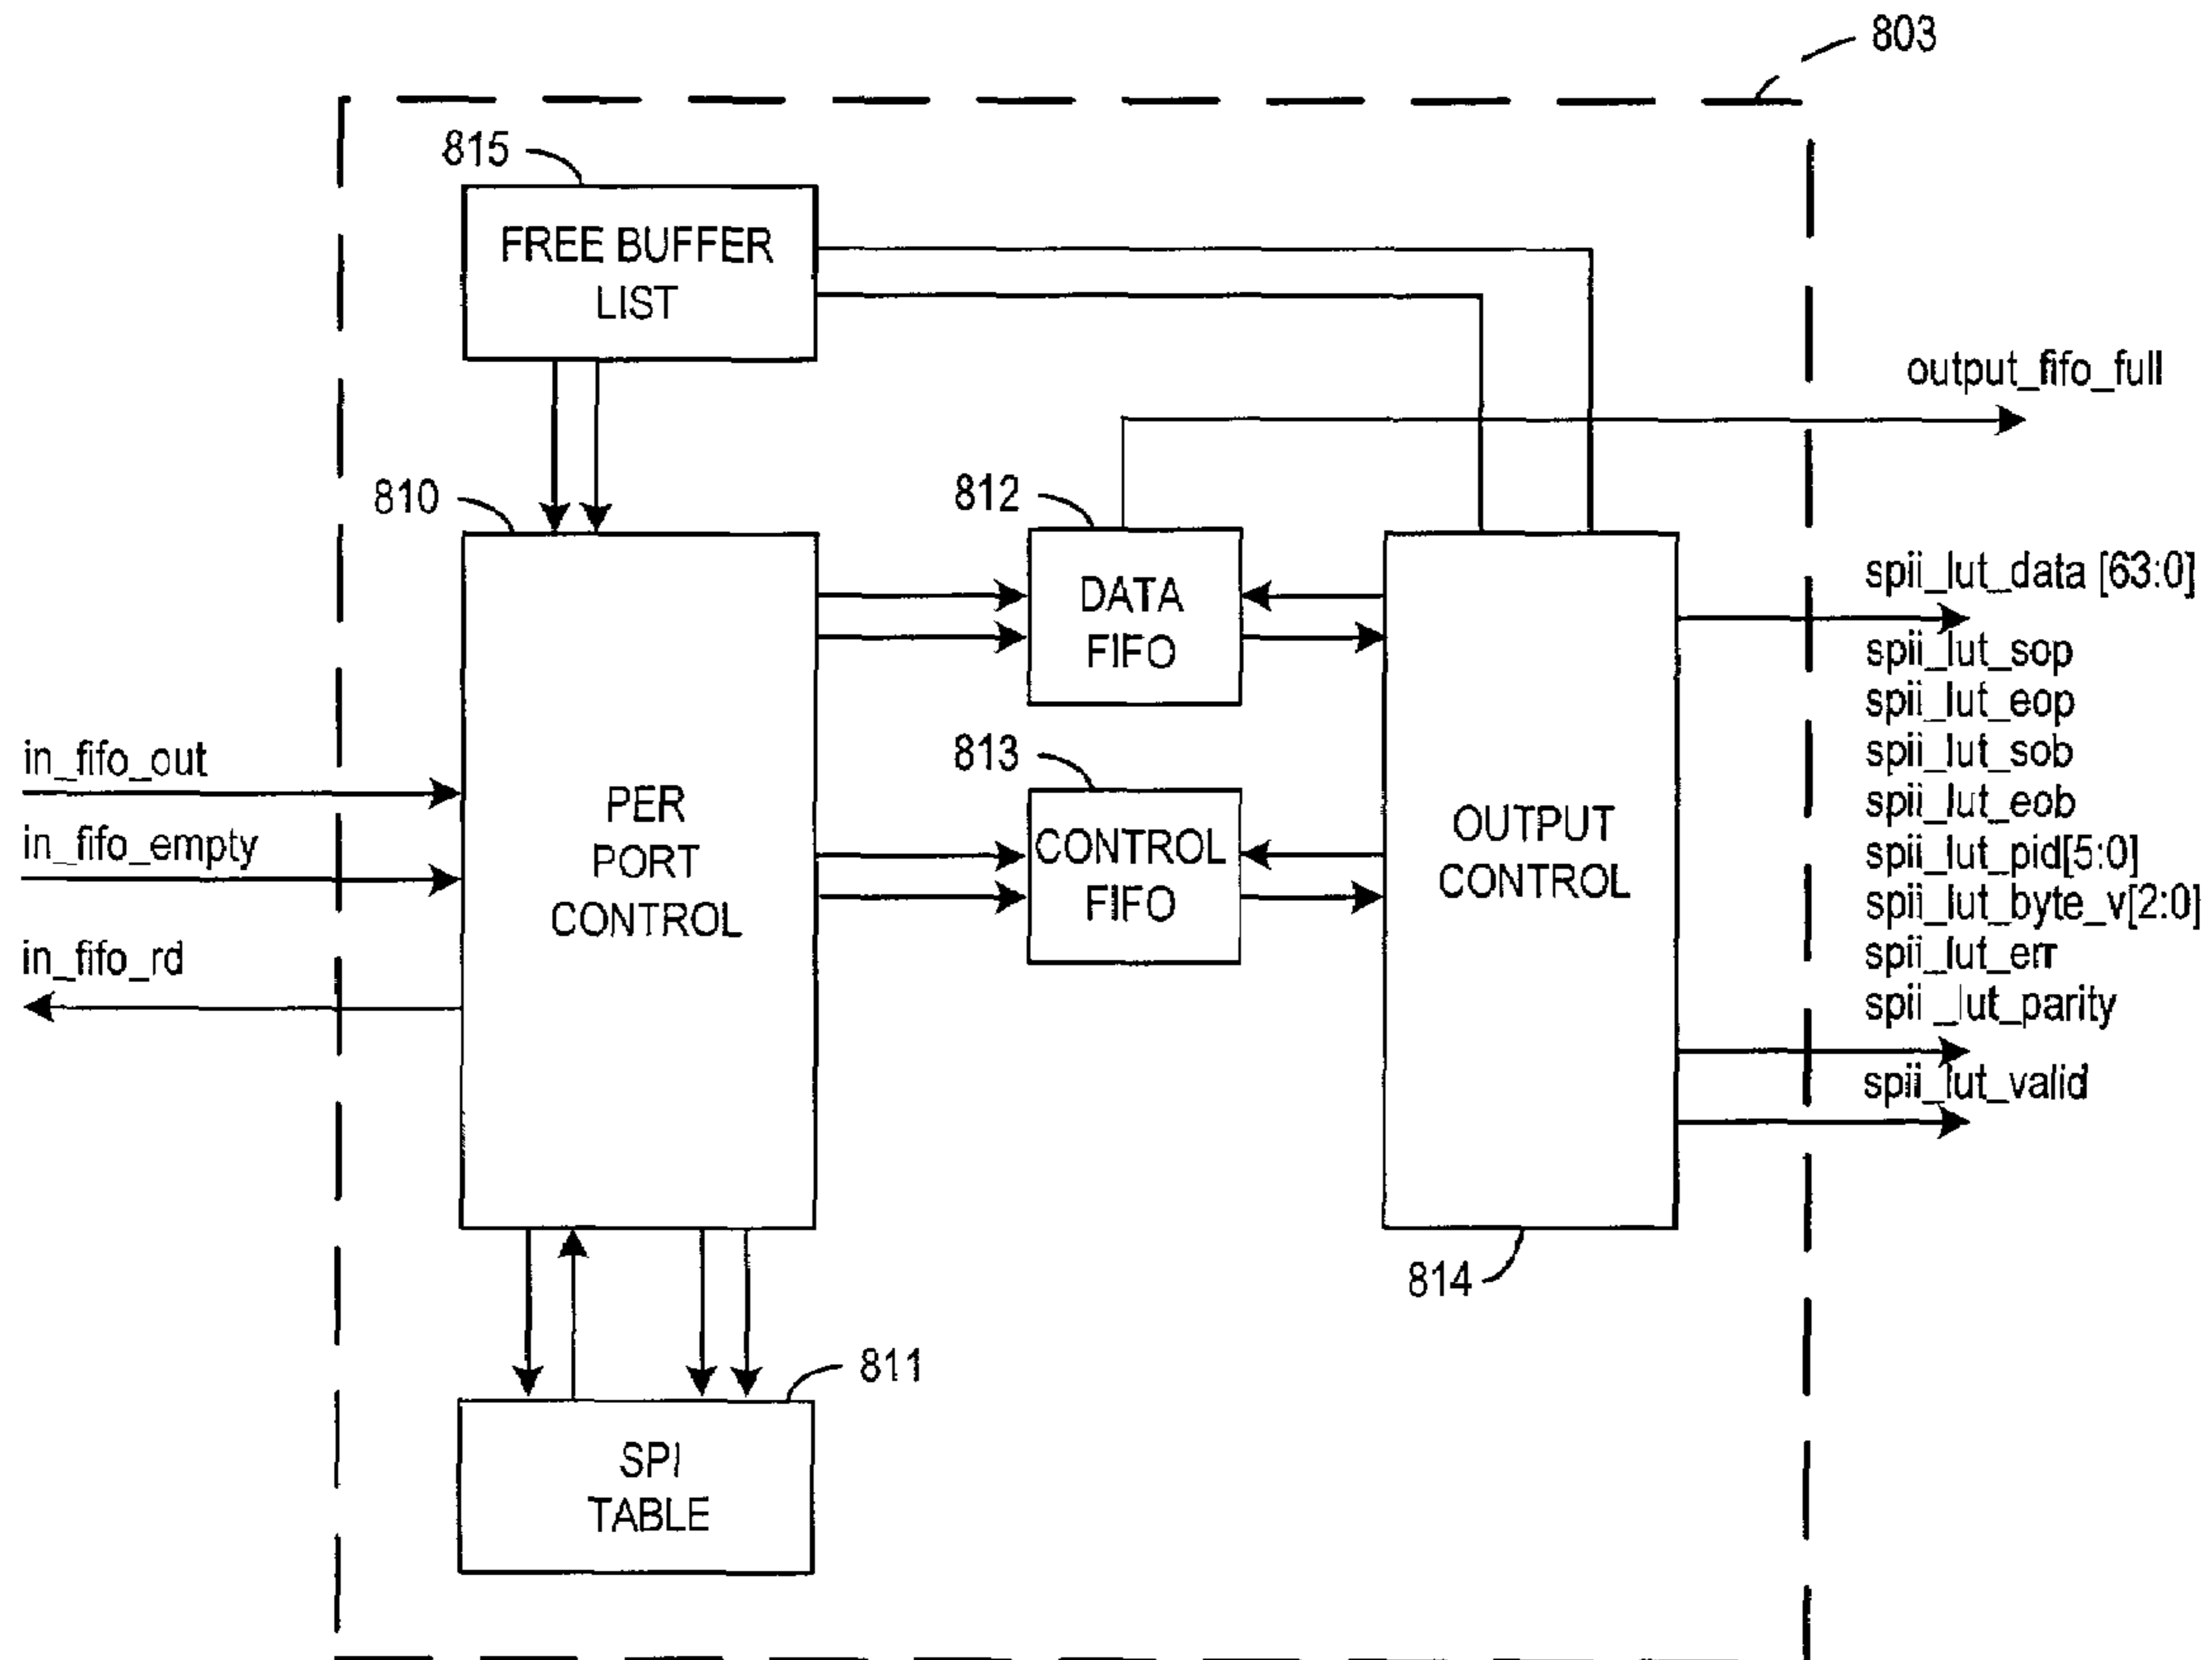 803
815
FREE BUFFER
LIST
output_fifo_full
810
812
DATA
FIFO
spii_lut_data [63:0]
spii_lut_sop
spii_lut_eop
spii_lut_sob
spii_lut_eob
spii_lut_pid[5:0]
spii_lut_byte_v[2:0]
spii_lut_err
spii _lut_parity
spii_lut_valid
in_fifo_out
in_fifo_empty
in_fifo_rd
PER
PORT
CONTROL
813
CONTROL
FIFO
OUTPUT
CONTROL
814
811
SPI
TABLE